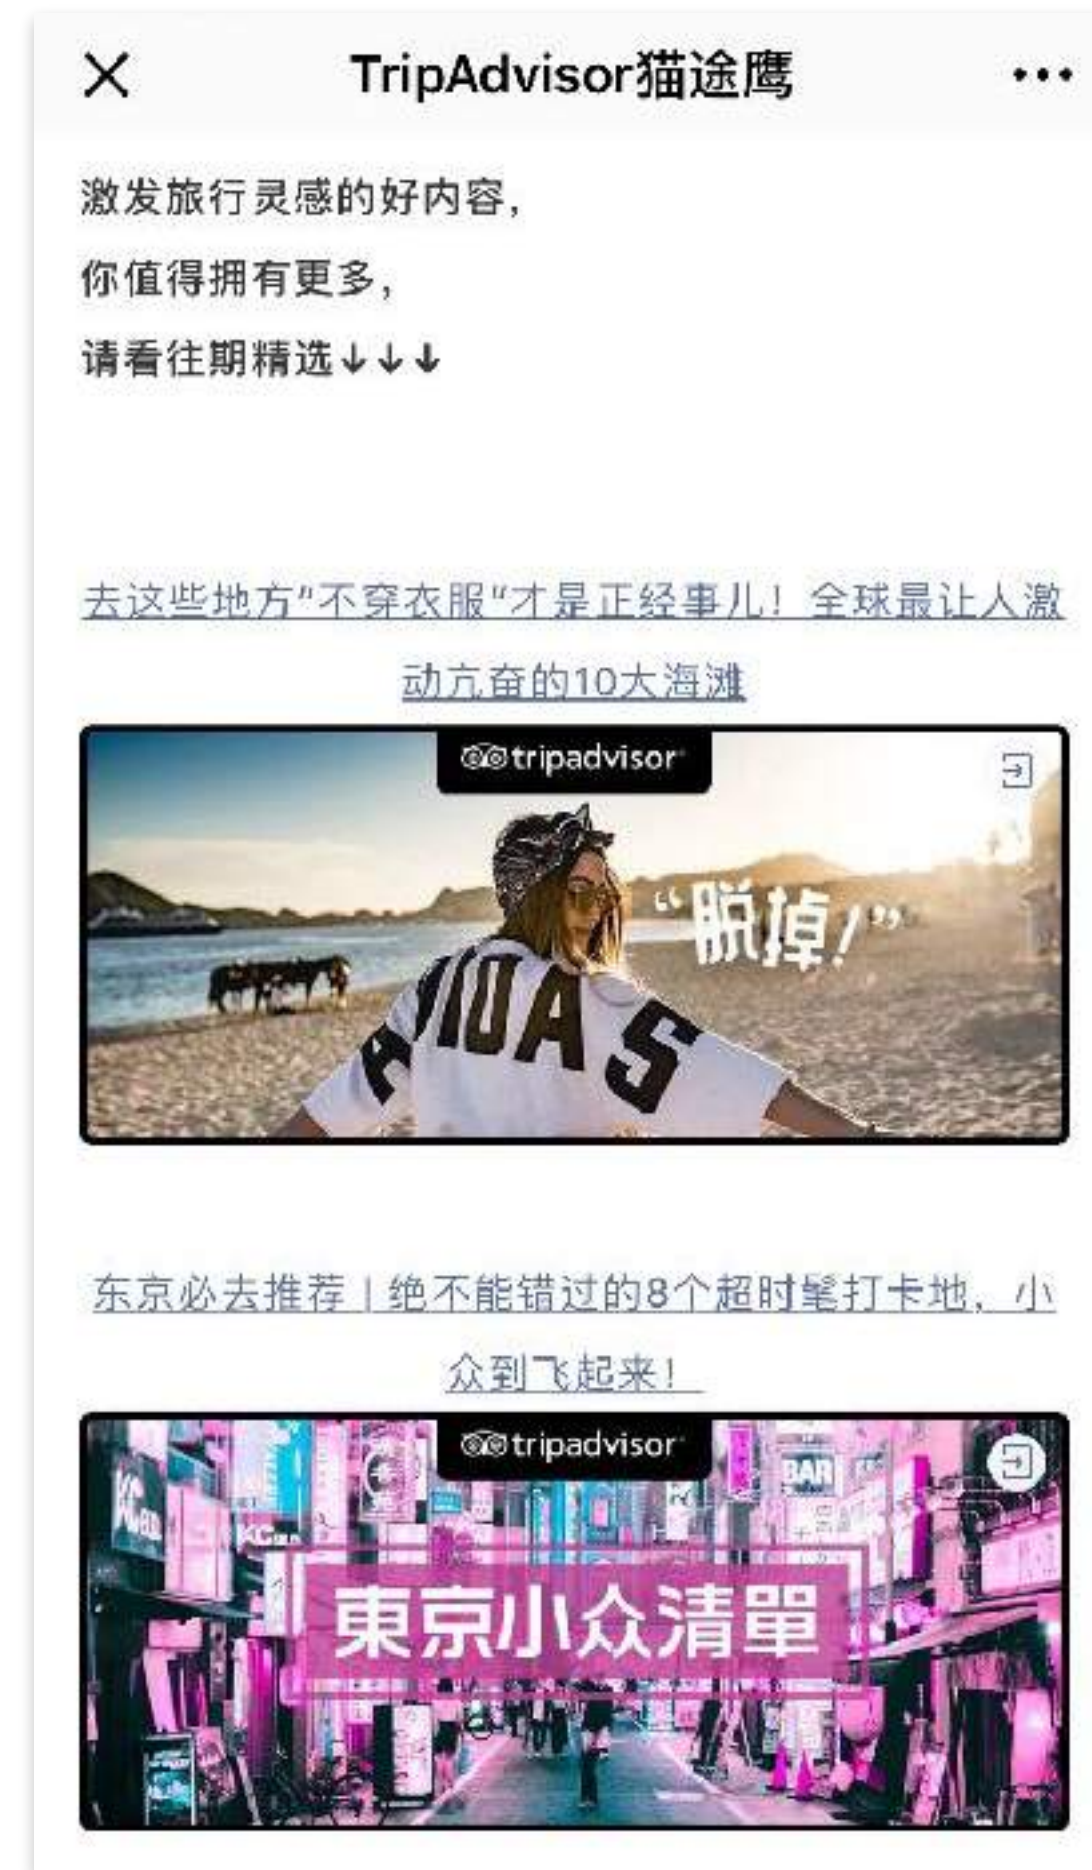 TripAdvisor猫途鹰
激发旅行灵感的好内容，
你值得拥有更多，
请看往期精选↓↓↓
去这些地方"不穿衣服"才是正经事儿！全球最让人激
动亢奋的10大海滩
tripadvisor
“脱掉!”
ADIDAS
东京必去推荐 | 绝不能错过的8个超时髦打卡地，小
众到飞起来！
tripadvisor
BAR
東京小众清單